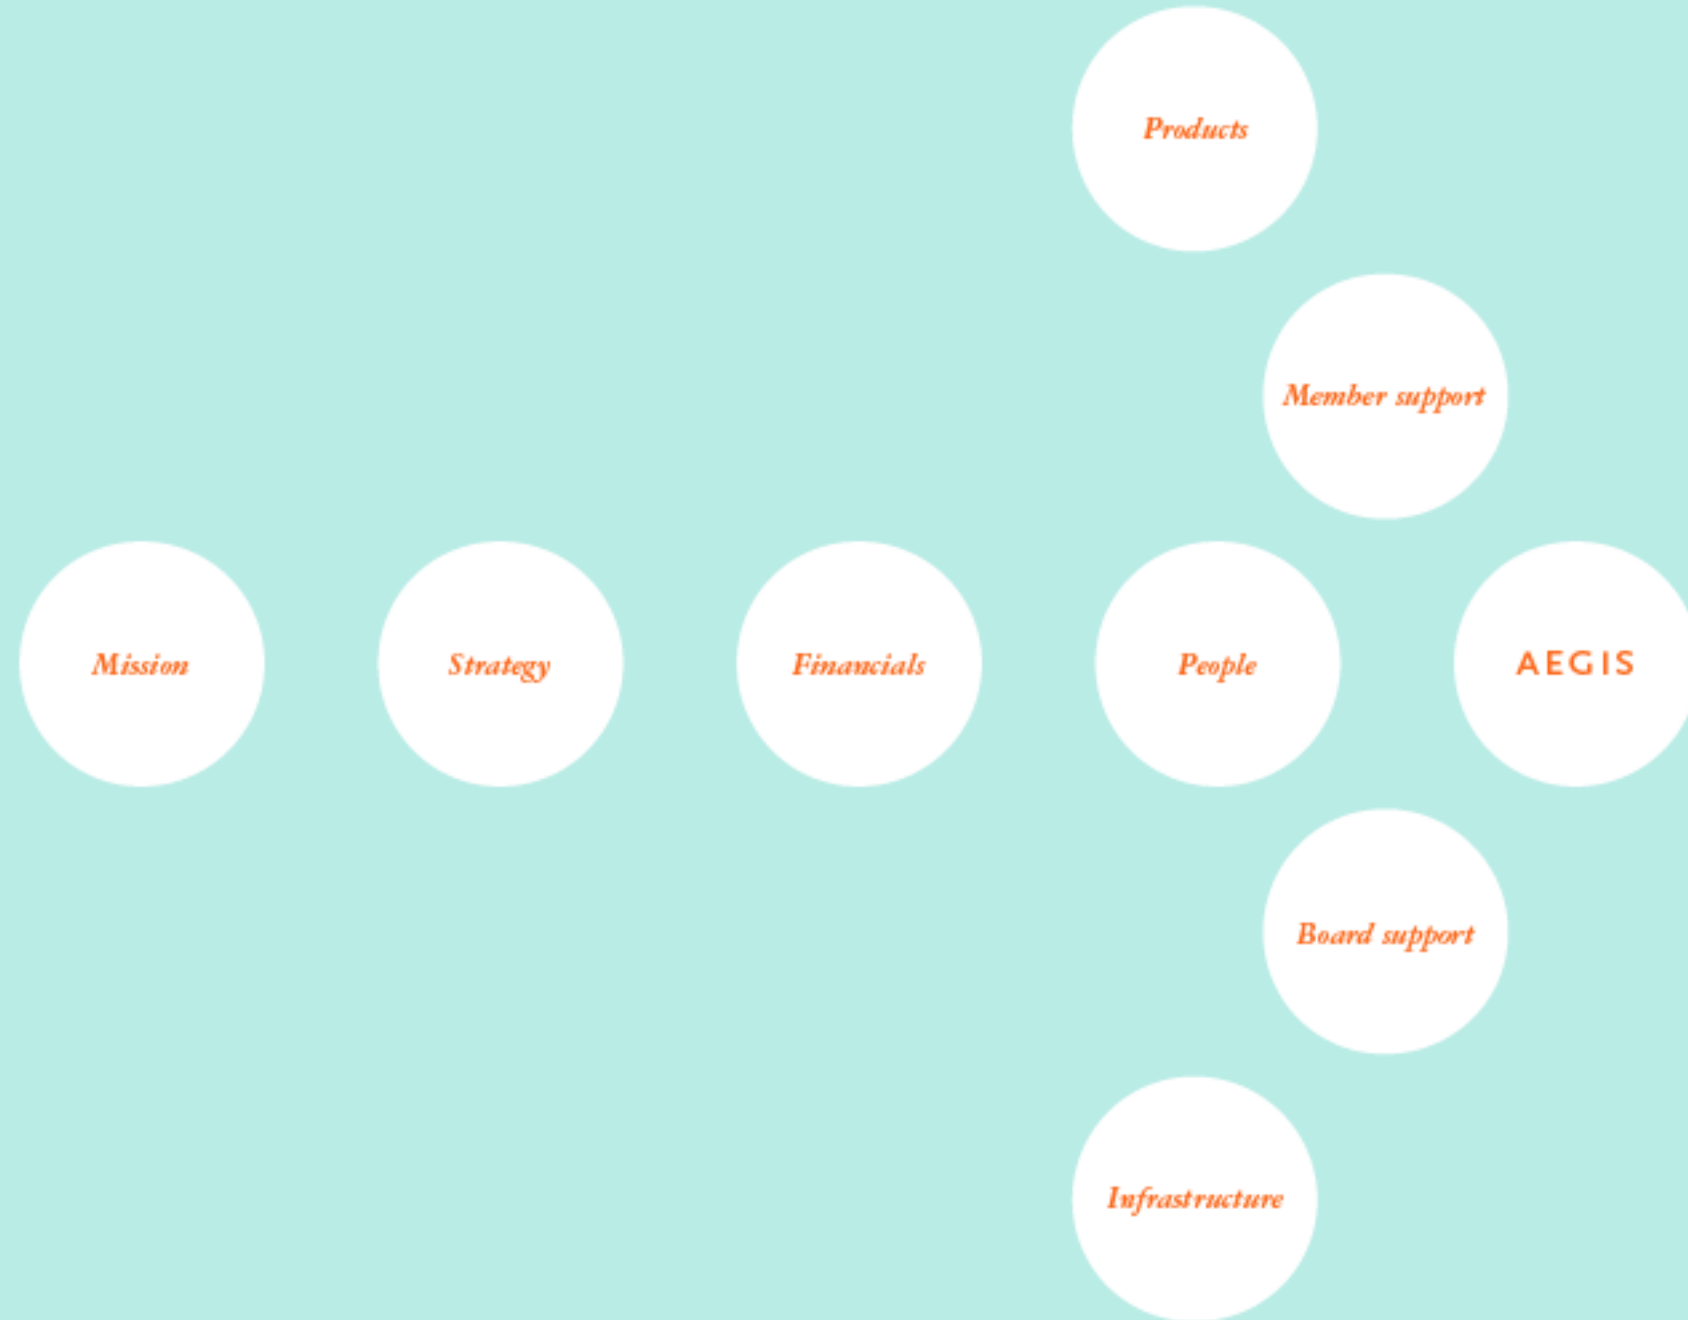 Products
Member support
Mission
Strategy
Financials
People
AEGIS
Board support
Infrastructure